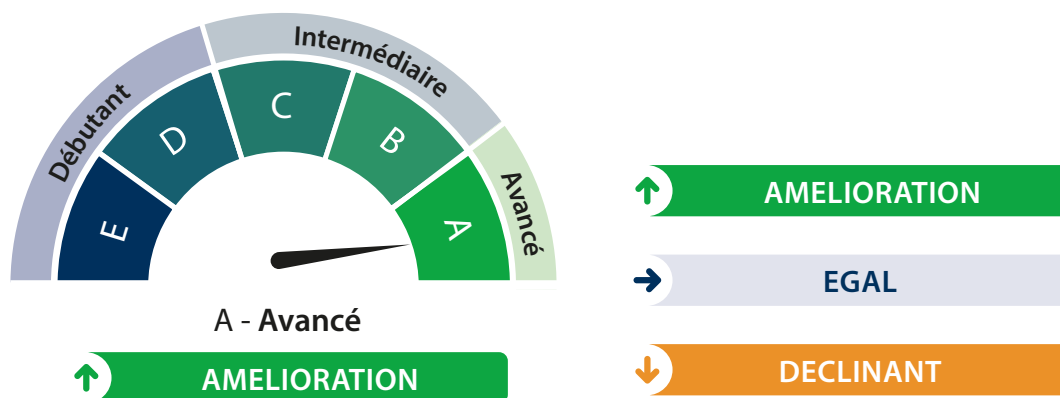 Débutant
Intermédiaire
Avancé
E
D
C
B
A
A - Avancé
AMELIORATION
AMELIORATION
EGAL
DECLINANT